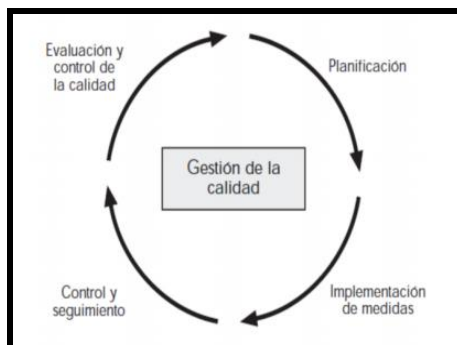 Evaluación y
control de
la calidad
Planificación
Gestión de la
calidad
Control y
seguimiento
Implementación
de medidas